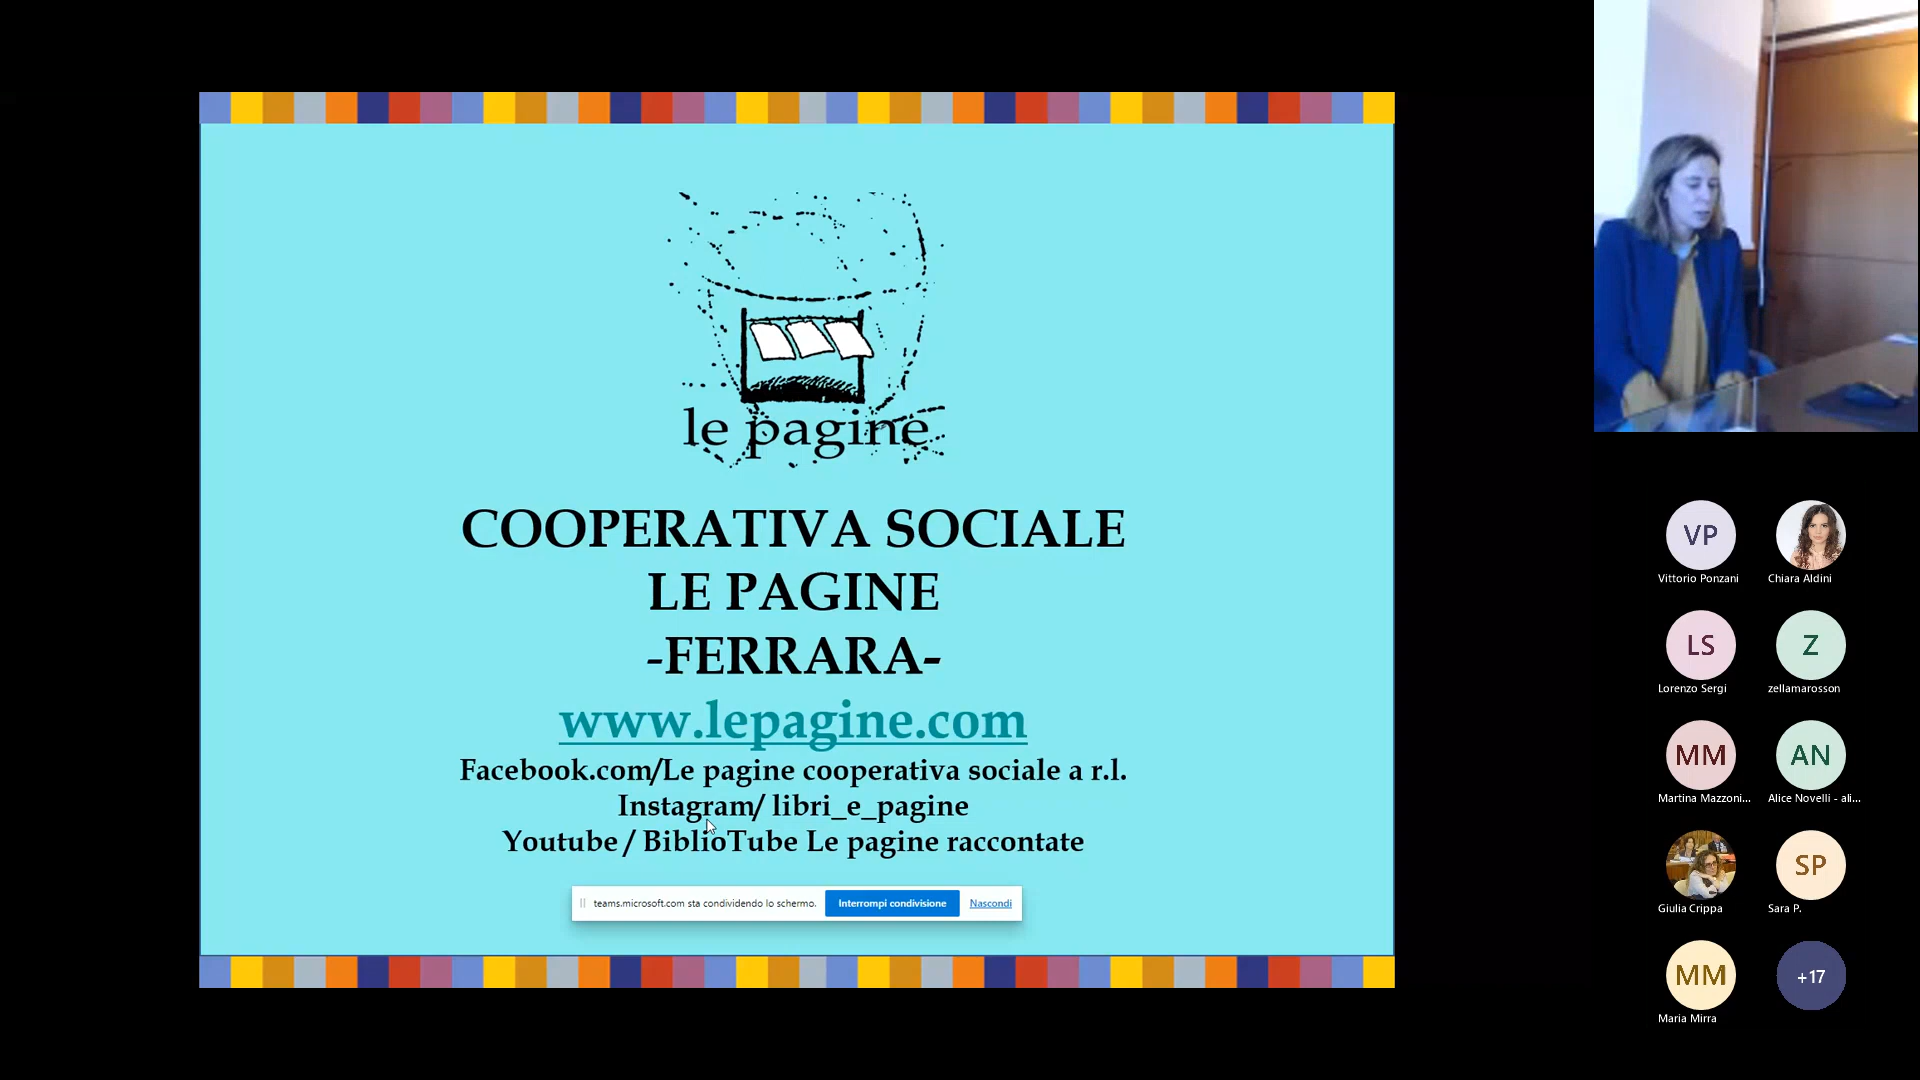 le pagine
COOPERATIVA SOCIALE
LE PAGINE
-FERRARA-
www.lepagine.com
Facebook.com/Le pagine cooperativa sociale a r.l.
Instagram/ libri_e_pagine
Youtube / BiblioTube Le pagine raccontate
teams.microsoft.com sta condividendo lo schermo. Interrompi condivisione Nascondi
VP
Vittorio Ponzani
Chiara Aldini
LS Z
Lorenzo Sergi zellamarosson
MM AN
Martina Mazzoni... Alice Novelli - ali...
SP
Giulia Crippa Sara P.
MM +17
Maria Mirra